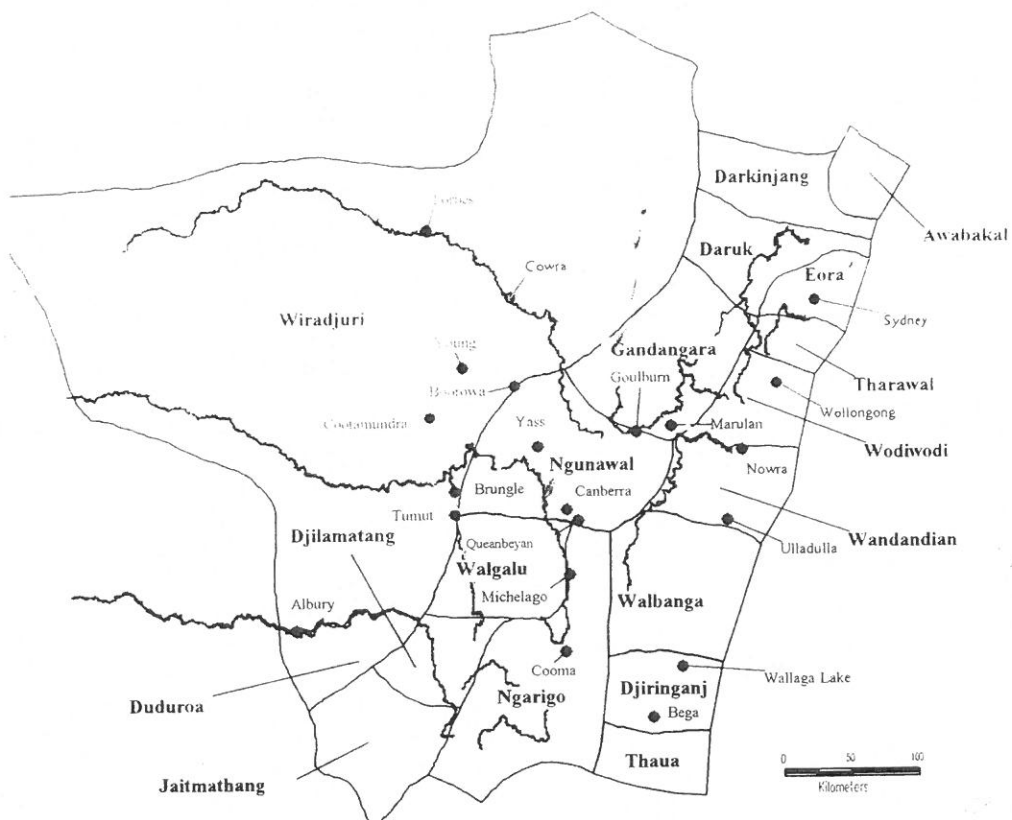 Darkinjang
Forbes
Awabakal
Daruk
Cowra
Eora
Wiradjuri
Sydney
Young
Gandangara
Goulburn
Tharawal
Boorowa
Wollongong
Cootamundra
Yass
Marulan
Wodiwodi
Ngunawal
Nowra
Brungle
Canberra
Tumut
Djilamatang
Queanbeyan
Ulladulla
Wandandian
Walgalu
Michelago
Walbanga
Albury
Cooma
Wallaga Lake
Duduroa
Ngarigo
Djiringanj
Bega
Thaua
Jaitmathang
0 50 100
Kilometers